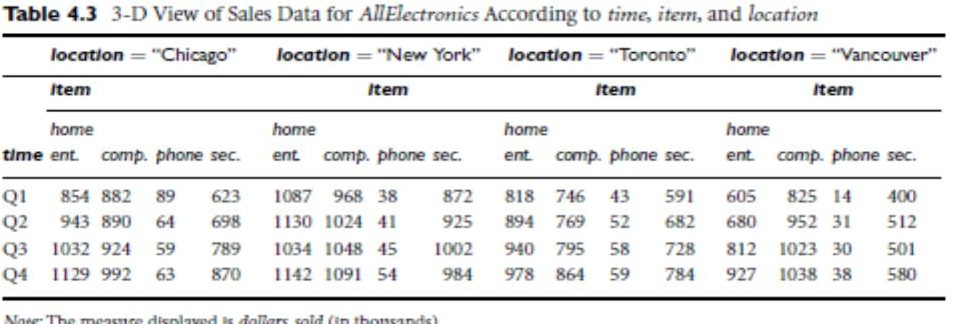 Table 4.3 3-D View of Sales Data for AllElectronics According to time, item, and location
location = "Chicago" location = "New York" location = "Toronto" location = "Vancouver"
item item item item
home home home home
time ent. comp. phone sec. ent. comp. phone sec. ent. comp. phone sec. ent. comp. phone sec.
Q1 854 882 89 623 1087 968 38 872 818 746 43 591 605 825 14 400
Q2 943 890 64 698 1130 1024 41 925 894 769 52 682 680 952 31 512
Q3 1032 924 59 789 1034 1048 45 1002 940 795 58 728 812 1023 30 501
Q4 1129 992 63 870 1142 1091 54 984 978 864 59 784 927 1038 38 580
Note: The measure displayed is dollars sold (in thousands)